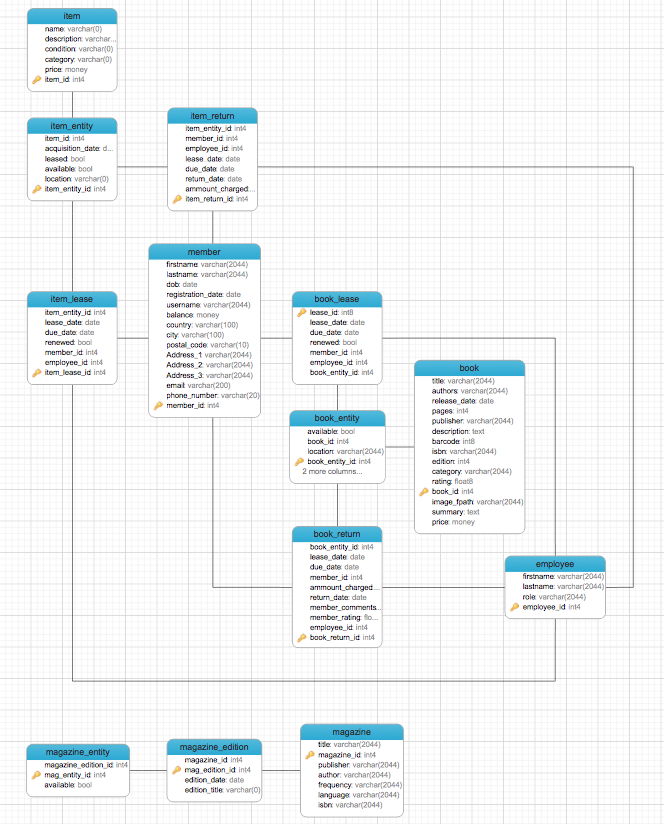 item
name: varchar(0)
description: varchar...
condition: varchar(0)
category: varchar(0)
price: money
item_id: int4
item_entity
item_id: int4
acquisition_date: d...
leased: bool
available: bool
location: varchar(0)
item_entity_id: int4
item_return
item_entity_id: int4
member_id: int4
employee_id: int4
lease_date: date
due_date: date
return_date: date
ammount_charged:...
item_return_id: int4
member
firstname: varchar(2044)
lastname: varchar(2044)
dob: date
registration_date: date
username: varchar(2044)
balance: money
country: varchar(100)
city: varchar(100)
postal_code: varchar(10)
Address_1 varchar(2044)
Address_2: varchar(2044)
Address_3: varchar(2044)
email: varchar(200)
phone_number: varchar(20)
member_id: int4
item_lease
item_entity_id: int4
lease_date: date
due_date: date
renewed: bool
member_id: int4
employee_id: int4
item_lease_id: int4
book_lease
lease_id: int8
lease_date: date
due_date: date
renewed: bool
member_id: int4
employee_id: int4
book_entity_id: int4
book
title: varchar(2044)
authors: varchar(2044)
release_date: date
pages: int4
publisher: varchar(2044)
description: text
barcode: int8
isbn: varchar(2044)
edition: int4
category: varchar(2044)
rating: float8
book_id: int4
image_fpath: varchar(2044)
summary: text
price: money
book_entity
available: bool
book_id: int4
location: varchar(2044)
book_entity_id: int4
2 more columns...
book_return
book_entity_id: int4
lease_date: date
due_date: date
member_id: int4
ammount_charged:...
return_date: date
member_comments...
member_rating: flo...
employee_id: int4
book_return_id: int4
employee
firstname: varchar(2044)
lastname: varchar(2044)
role: varchar(2044)
employee_id: int4
magazine_entity
magazine_edition_id: int4
mag_entity_id: int4
available: bool
magazine_edition
magazine_id: int4
mag_edition_id: int4
edition_date: date
edition_title: varchar(0)
magazine
title: varchar(2044)
magazine_id: int4
publisher: varchar(2044)
author: varchar(2044)
frequency: varchar(2044)
language: varchar(2044)
isbn: varchar(2044)